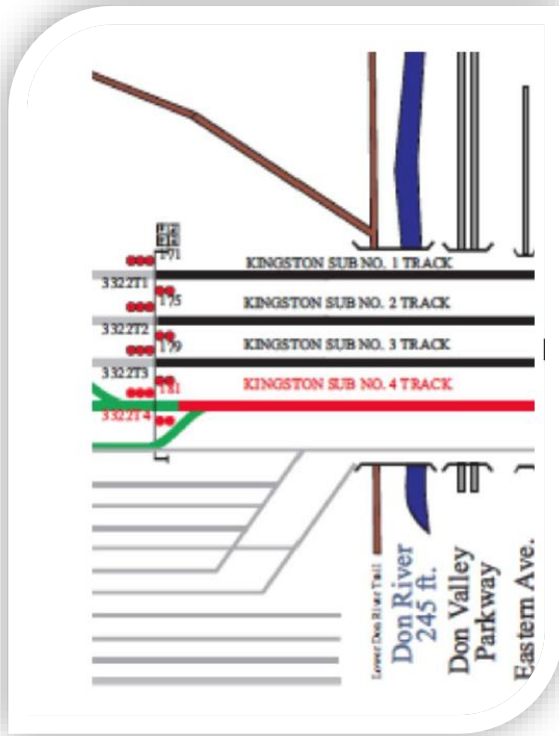 171
KINGSTON SUB NO. 1 TRACK
3322T1
175
KINGSTON SUB NO. 2 TRACK
3322T2
179
KINGSTON SUB NO. 3 TRACK
3322T3
181
KINGSTON SUB NO. 4 TRACK
3322T4
Lower Don River Trail
Don River
245 ft.
Don Valley
Parkway
Eastern Ave.